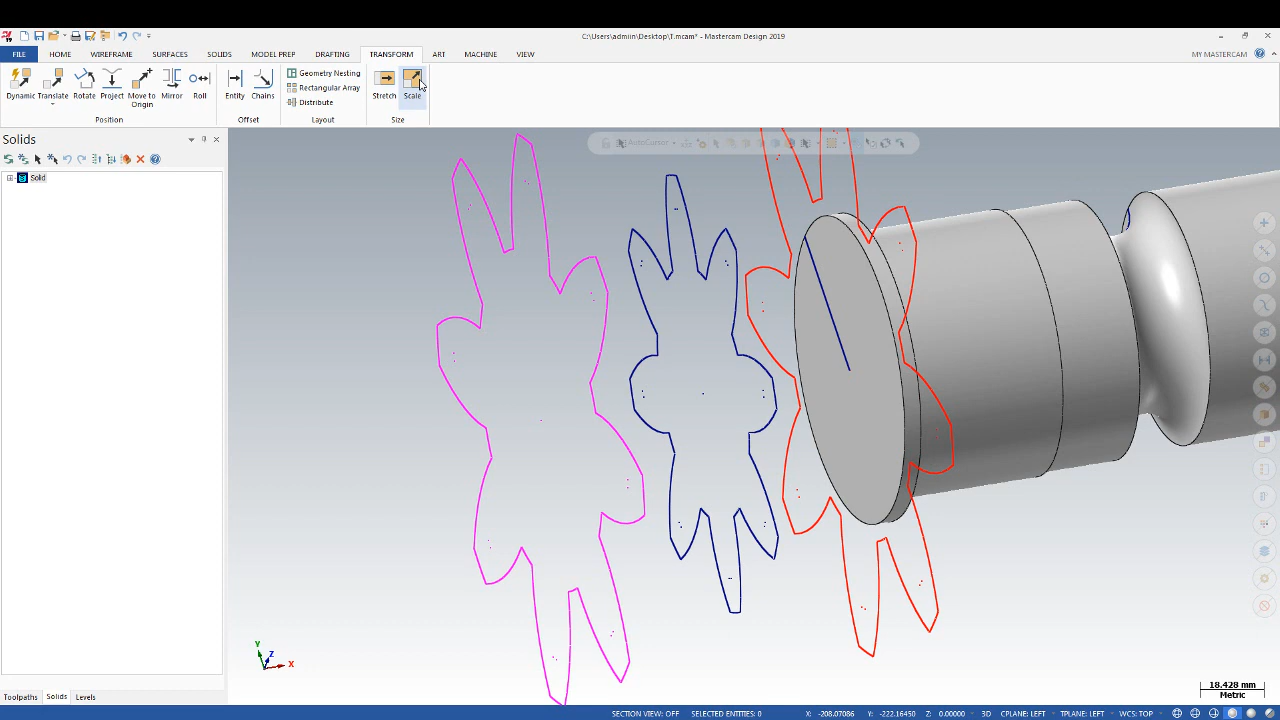 C:\Users\admiin\Desktop\T.mcam* - Mastercam Design 2019
FILE HOME WIREFRAME SURFACES SOLIDS MODEL PREP DRAFTING TRANSFORM ART MACHINE VIEW MY MASTERCAM
Dynamic Translate Rotate Project Move to Origin Mirror Roll
Entity Chains
Geometry Nesting
Rectangular Array
Distribute
Stretch Scale
Position Offset Layout Size
Solids
AutoCursor
Solid
Y
Z
X
18.428 mm
Metric
Toolpaths Solids Levels
SECTION VIEW: OFF SELECTED ENTITIES: 0 X: -208.07086 Y: -222.16450 Z: 0.00000 3D CPLANE: LEFT TPLANE: LEFT WCS: TOP